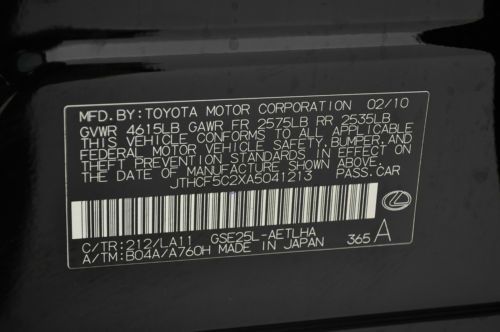 MFD.BY:TOYOTA MOTOR CORPORATION 02/10
GVWR 4615LB GAWR FR 2575LB RR 2535LB
THIS VEHICLE CONFORMS TO ALL APPLICABLE
FEDERAL MOTOR VEHICLE SAFETY,BUMPER,AND
THEFT PREVENTION STANDARDS IN EFFECT ON
THE DATE OF MANUFACTURE SHOWN ABOVE.
JTHCF5C2XA5041213 PASS.CAR
C/TR:212/LA11 GSE25L-AETLHA 365 A
A/TM:B04A/A760H MADE IN JAPAN